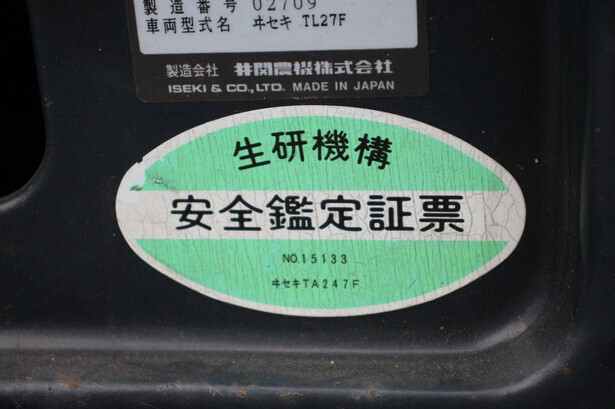 製造番号 02709
車両型式名 ヰセキ TL27F
製造会社 井関農機株式会社
ISEKI & CO., LTD. MADE IN JAPAN
生研機構
安全鑑定証票
NO.15133
ヰセキTA247F